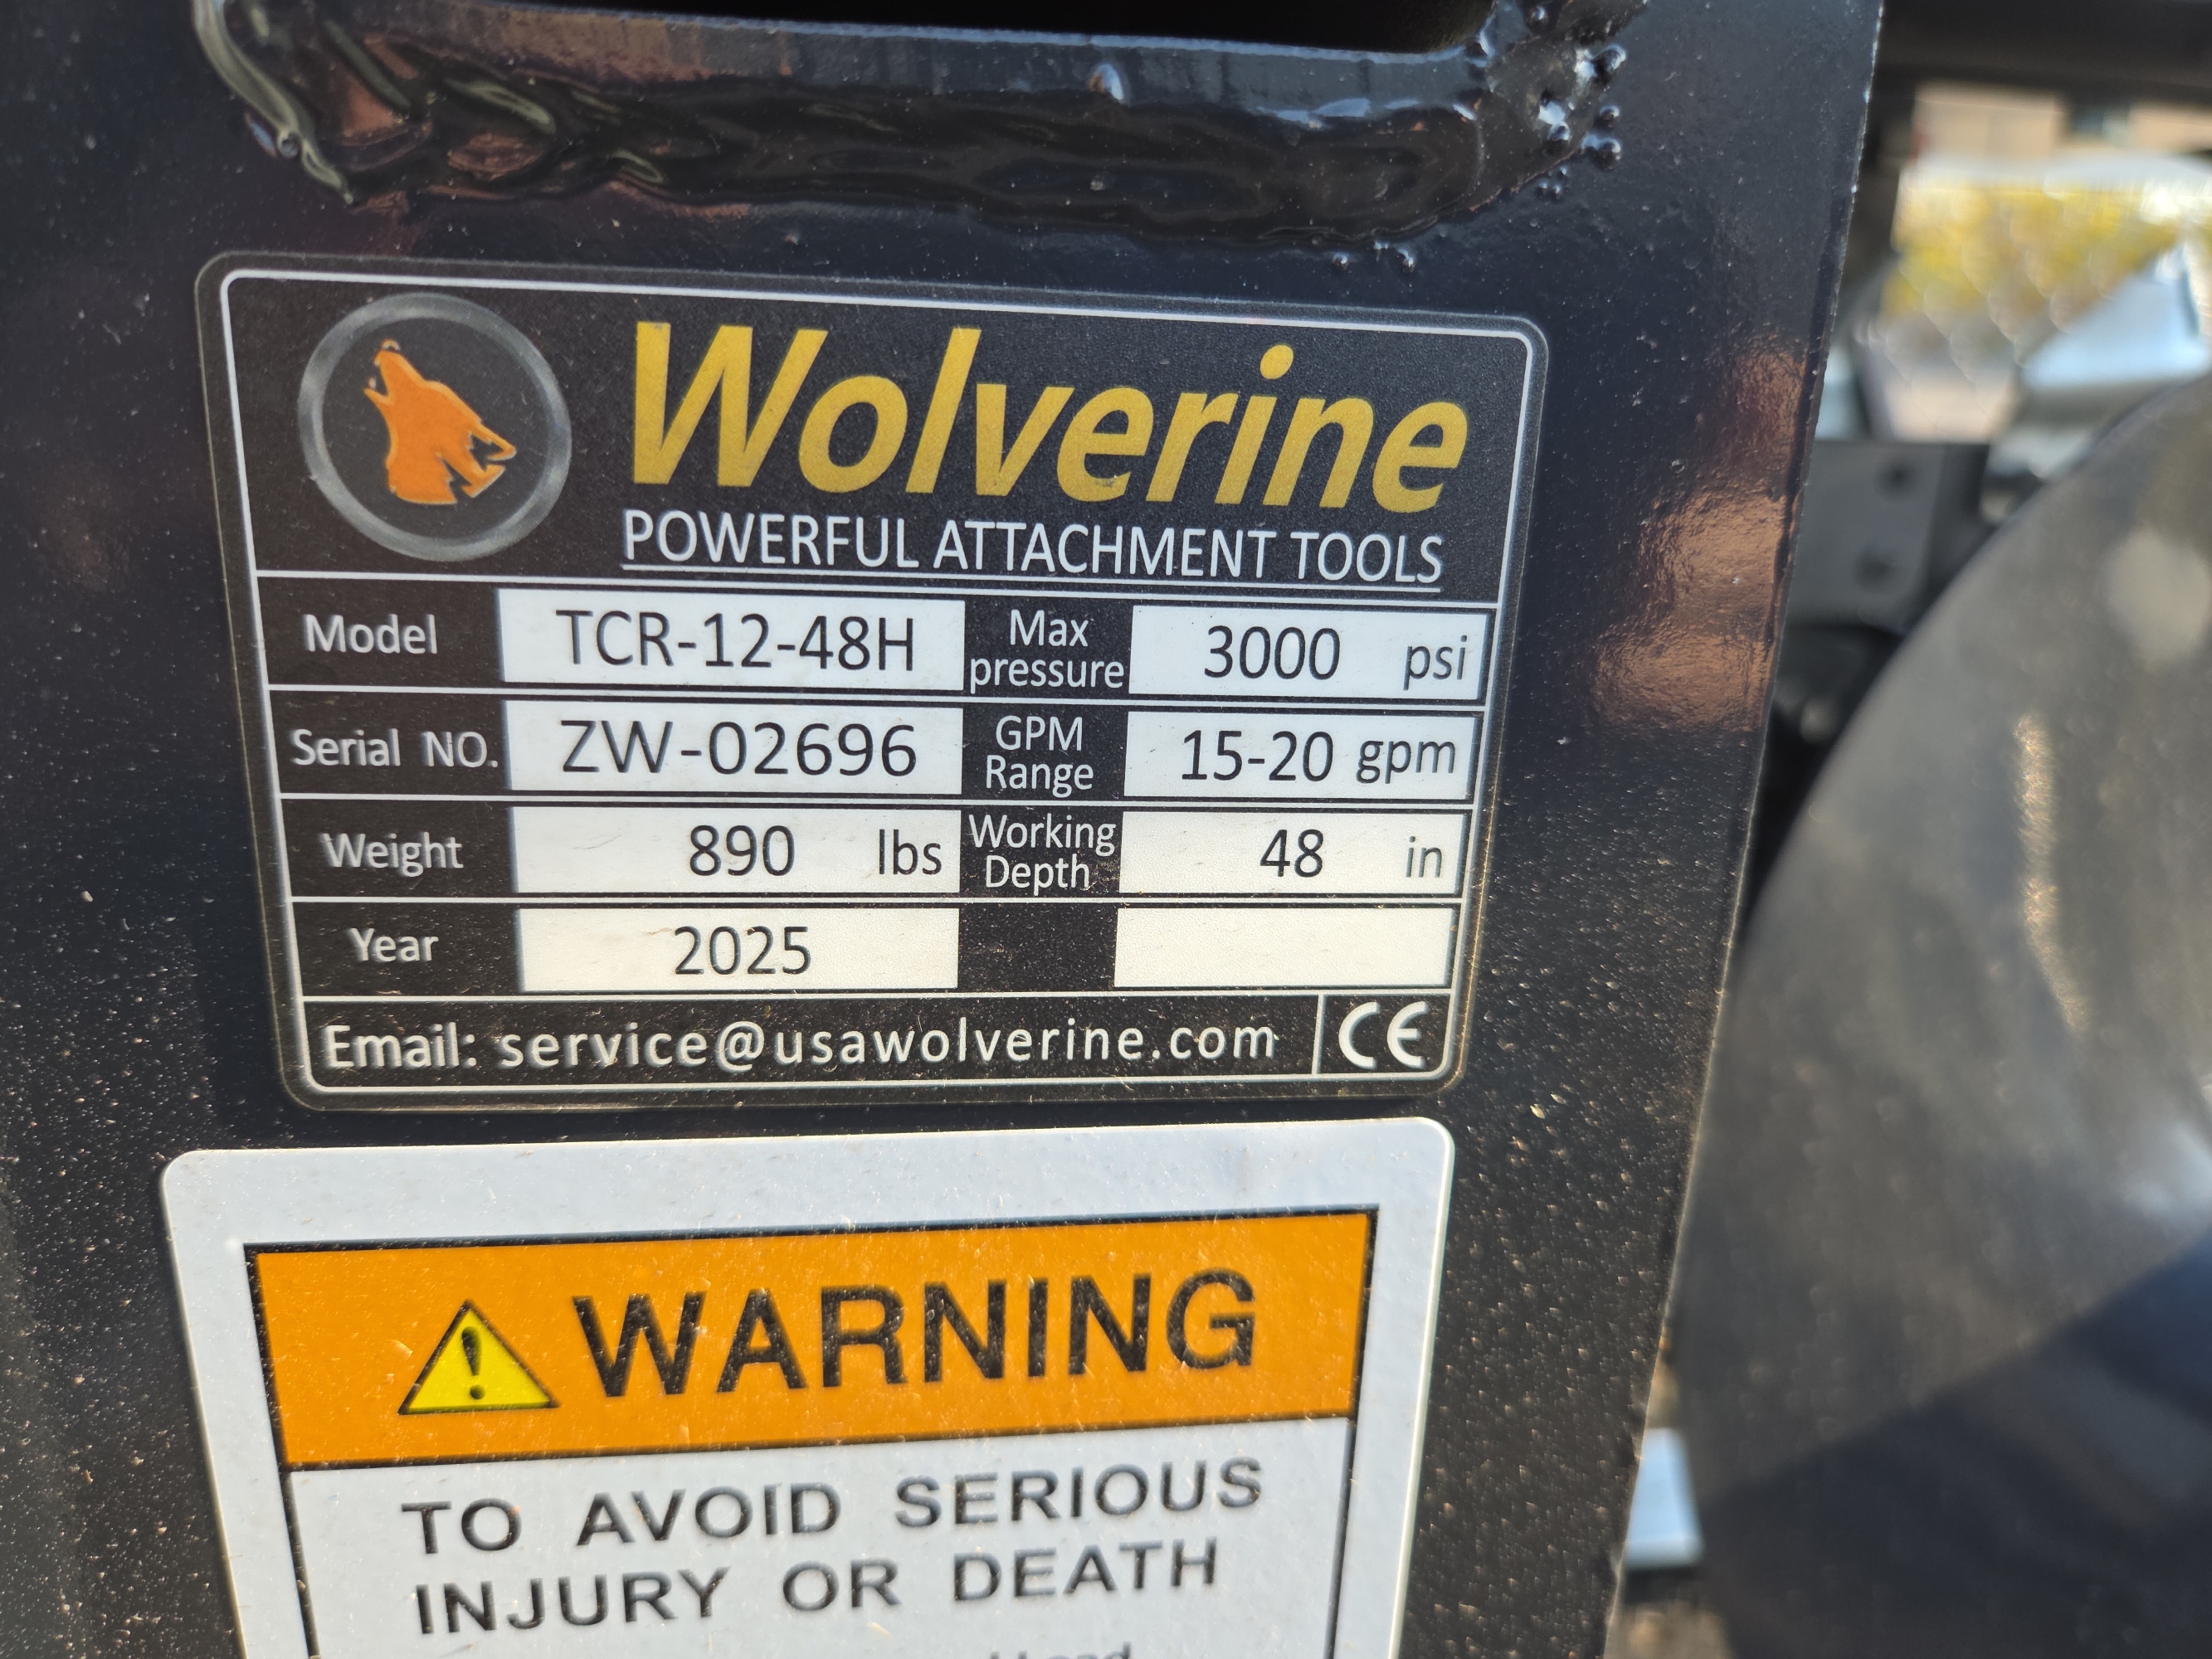 Wolverine
POWERFUL ATTACHMENT TOOLS
Model TCR-12-48H Max pressure 3000 psi
Serial NO. ZW-02696 GPM Range 15-20 gpm
Weight 890 lbs Working Depth 48 in
Year 2025
Email: service@usawolverine.com CE
WARNING
TO AVOID SERIOUS
INJURY OR DEATH